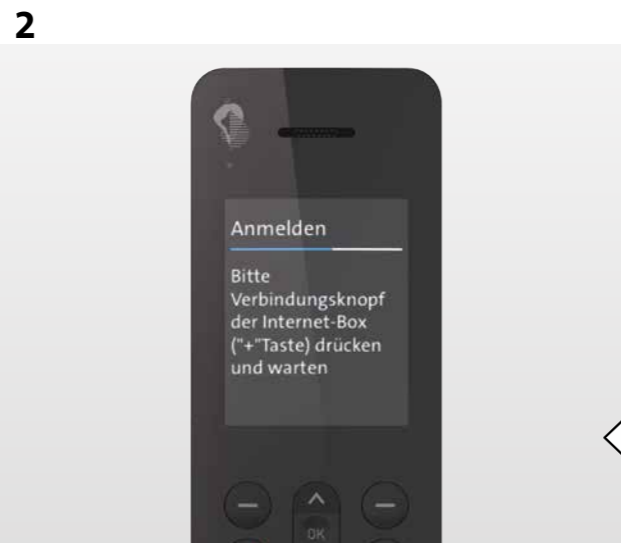 2
Anmelden
Bitte
Verbindungsknopf
der Internet-Box
("+"Taste) drücken
und warten
OK